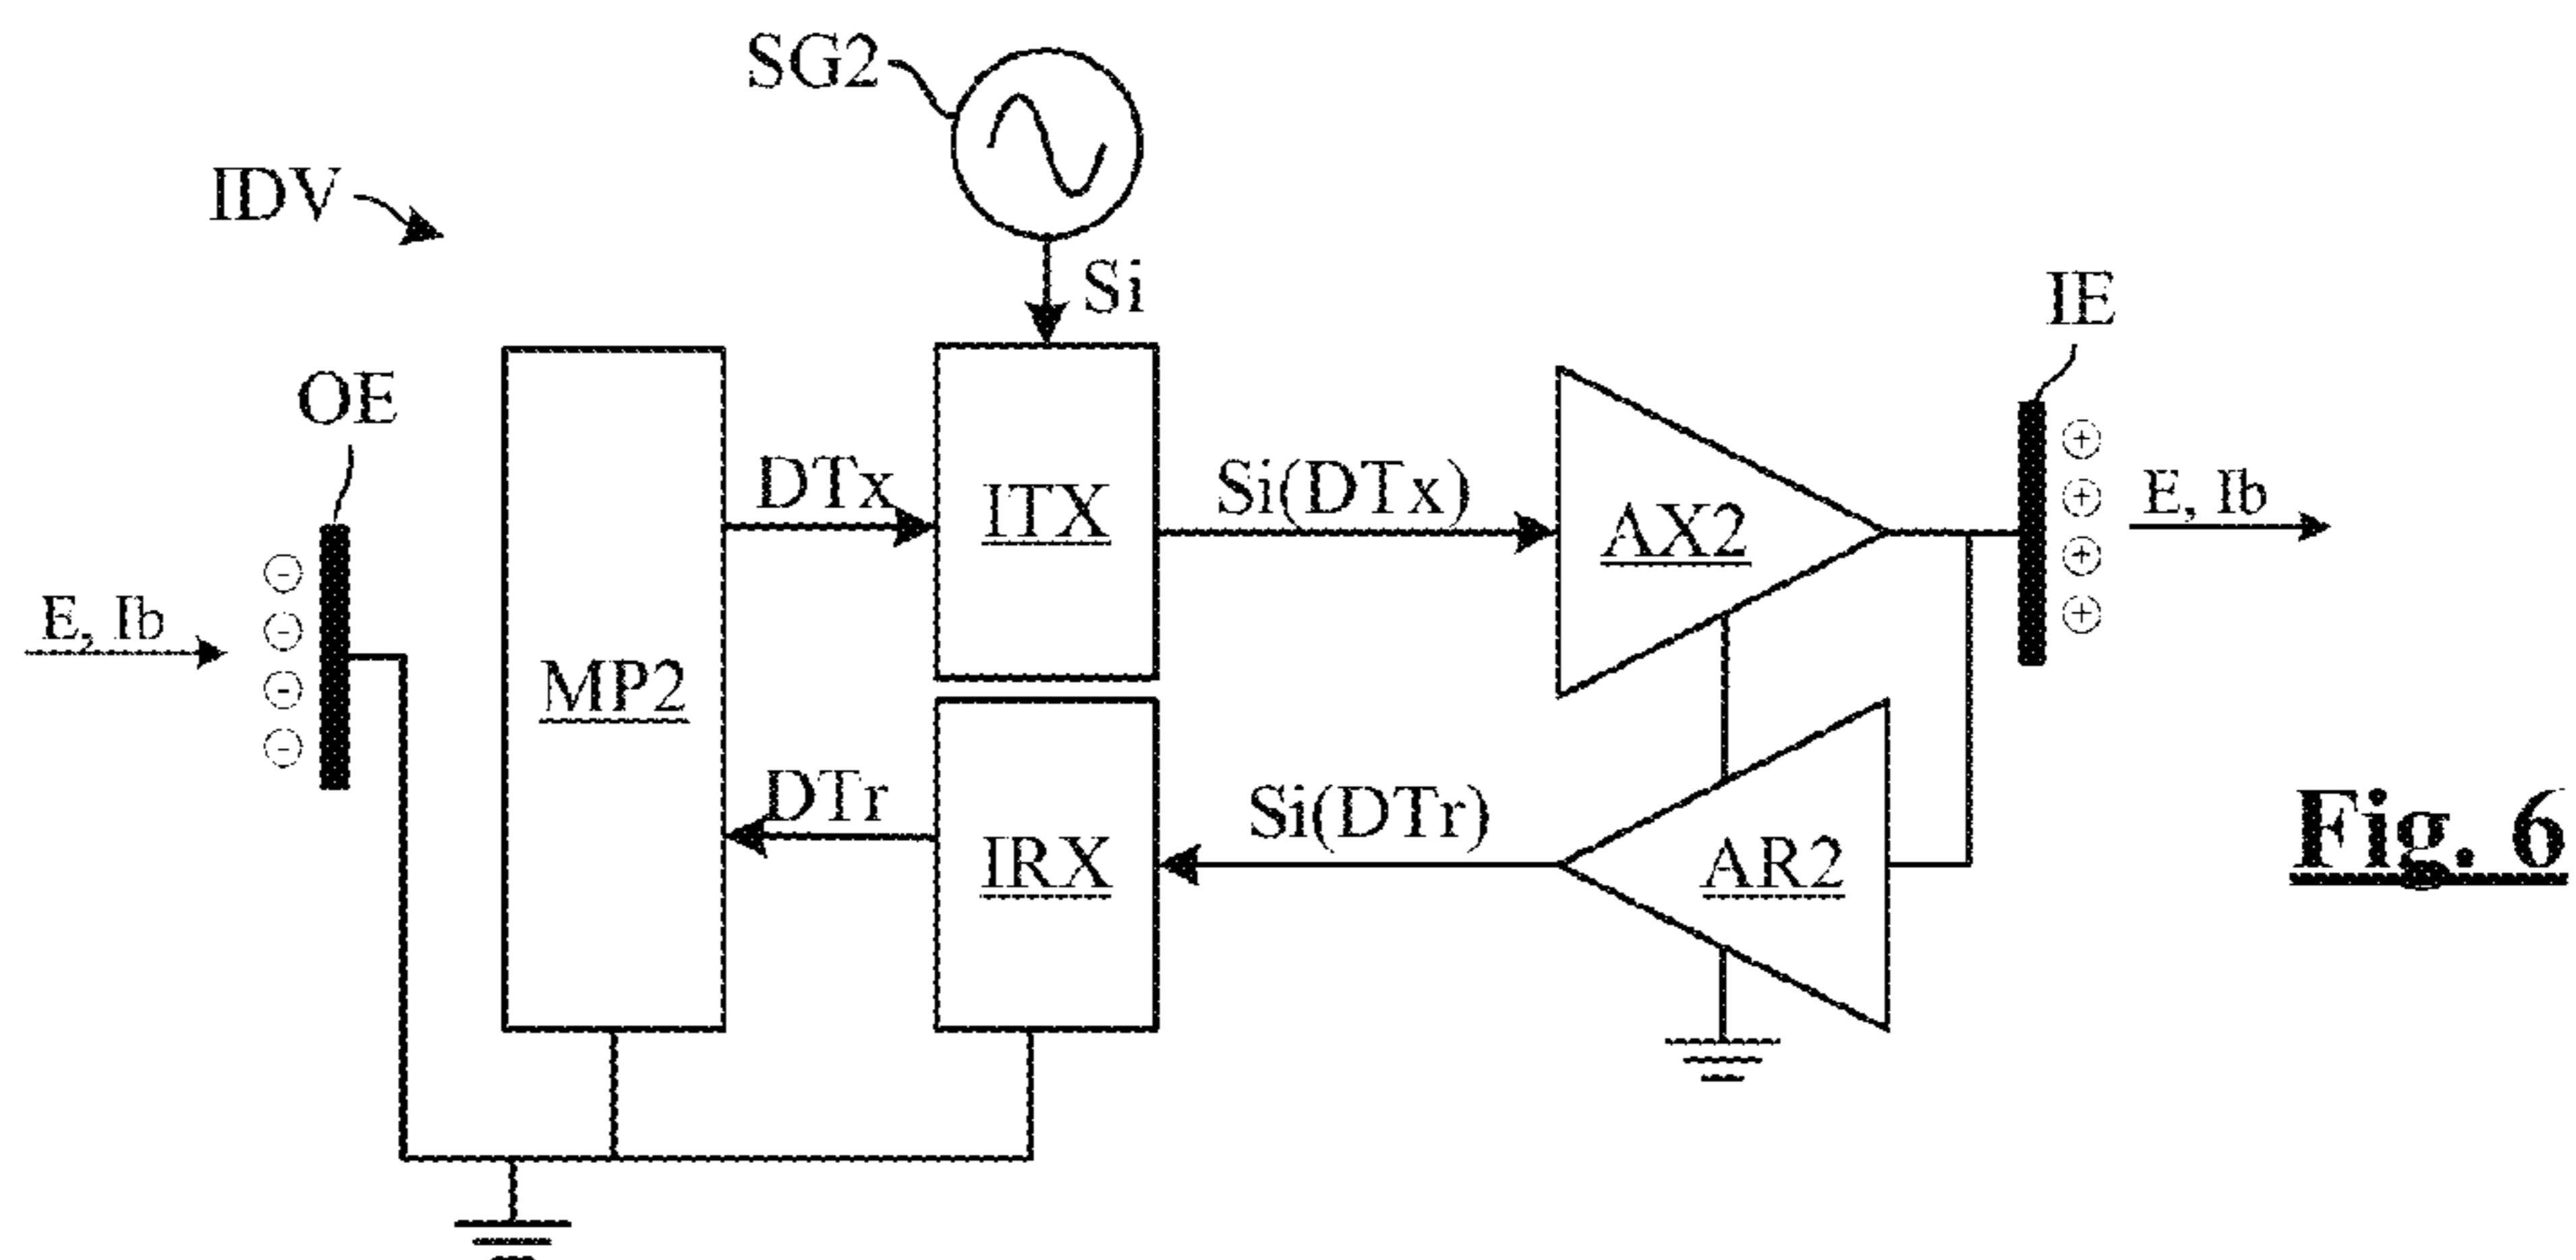 SG2
IDV
Si
IE
OE
DTx
ITX
Si(DTx)
AX2
E, Ib
E, Ib
MP2
DTr
IRX
Si(DTr)
AR2
Fig. 6